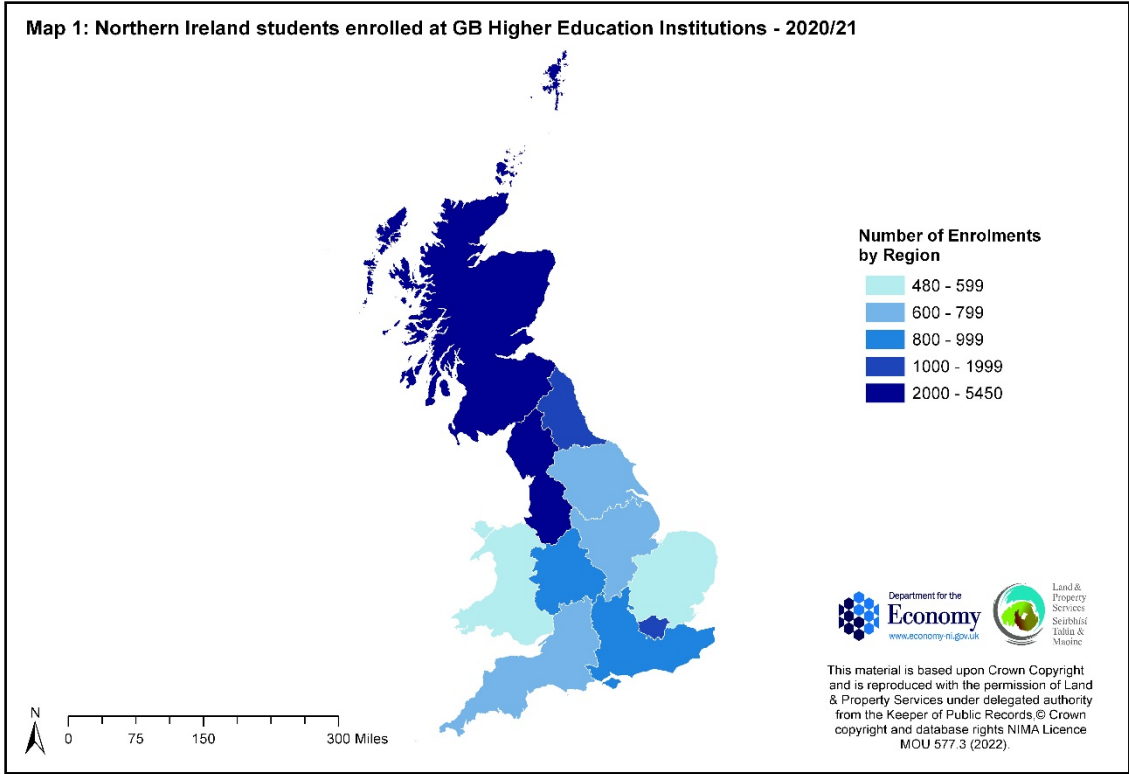 Map 1: Northern Ireland students enrolled at GB Higher Education Institutions - 2020/21
Number of Enrolments
by Region
480 - 599
600 - 799
800 - 999
1000 - 1999
2000 - 5450
Department for the
Economy
www.economy-ni.gov.uk
Land &
Property
Services
Seirbhísí
Talún &
Maoine
This material is based upon Crown Copyright
and is reproduced with the permission of Land
& Property Services under delegated authority
from the Keeper of Public Records,© Crown
copyright and database rights NIMA Licence
MOU 577.3 (2022).
N
0 75 150 300 Miles